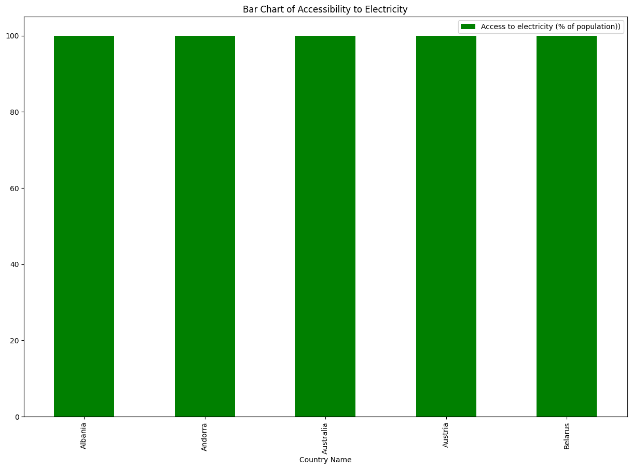 Bar Chart of Accessibility to Electricity
Access to electricity (% of population))
100
80
60
40
20
0
Albania
Andorra
Australia
Austria
Belarus
Country Name